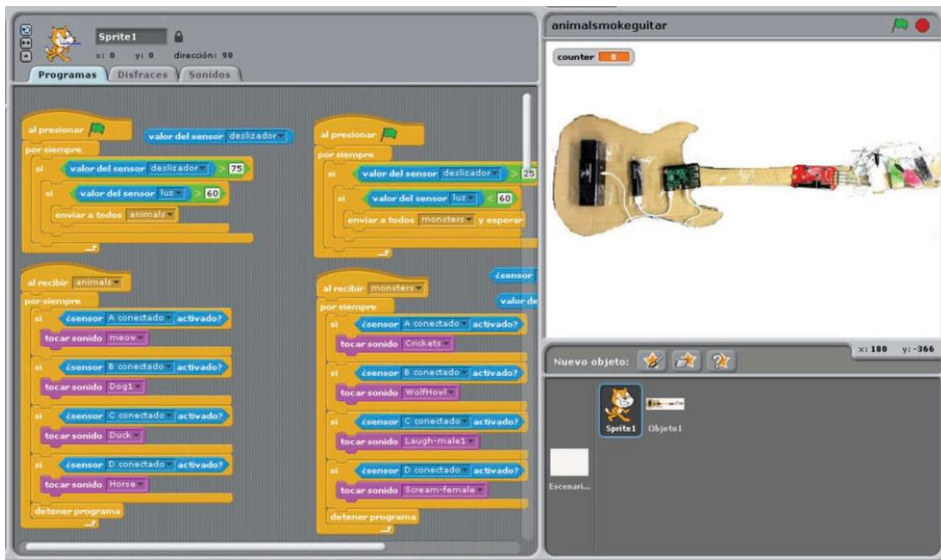 Sprite1
x: 0 y: 0 dirección: 90
Programas Disfraces Sonidos
al presionar
por siempre
si valor del sensor deslizador > 75
si valor del sensor luz > 60
enviar a todos animals
valor del sensor deslizador
al presionar
por siempre
si valor del sensor deslizador > 25
si valor del sensor luz < 60
enviar a todos monsters y esperar
al recibir animals
por siempre
si ¿sensor A conectado activado?
tocar sonido meow
si ¿sensor B conectado activado?
tocar sonido Dog1
si ¿sensor C conectado activado?
tocar sonido Duck
si ¿sensor D conectado activado?
tocar sonido Horse
detener programa
¿sensor
valor de
al recibir monsters
por siempre
si ¿sensor A conectado activado?
tocar sonido Crickets
si ¿sensor B conectado activado?
tocar sonido WolfHowl
si ¿sensor C conectado activado?
tocar sonido Laugh-male1
si ¿sensor D conectado activado?
tocar sonido Scream-female
detener programa
animalsmokeguitar
counter 0
x: 180 y: -366
Nuevo objeto:
Sprite1 Objeto1
Escenari...